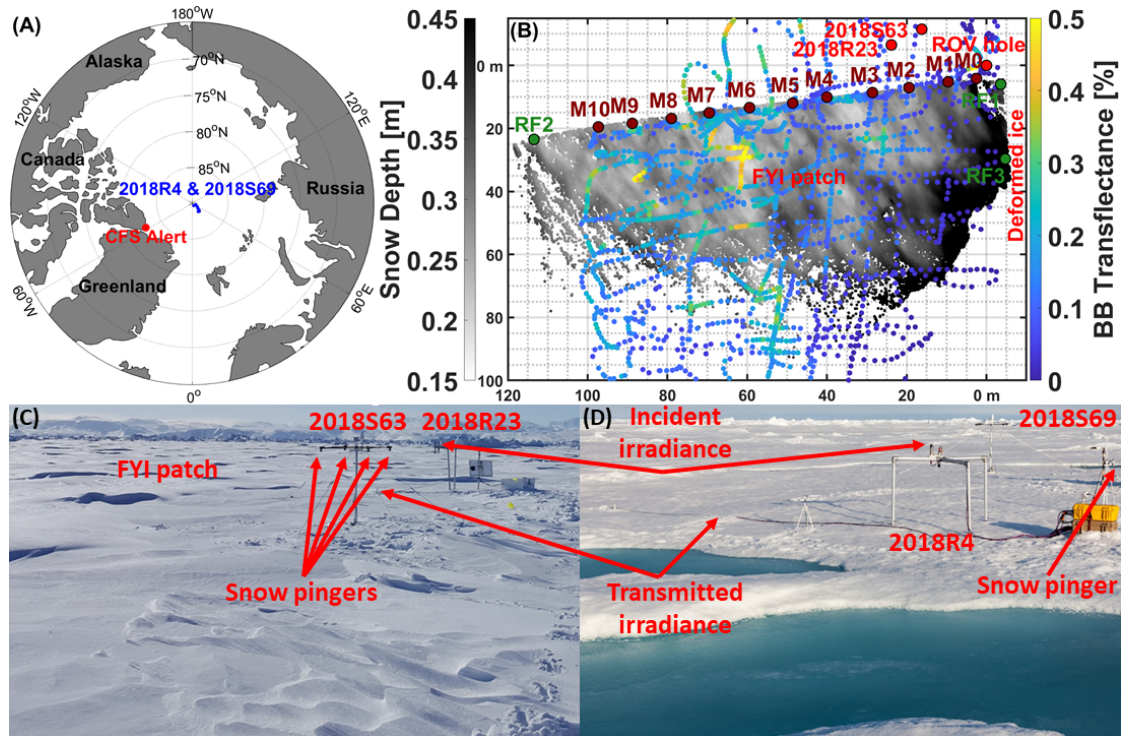 (A)
180°W
70°N
75°N
80°N
85°N
120°W
120°E
60°W
60°E
0°
Alaska
Canada
Russia
2018R4 & 2018S69
CFS Alert
Greenland
Snow Depth [m]
0.45
0.4
0.35
0.3
0.25
0.2
0.15
(B)
2018S63
2018R23
ROV hole
M10
M9
M8
M7
M6
M5
M4
M3
M2
M1
M0
RF1
RF2
RF3
FYI patch
Deformed ice
0 m
20
40
60
80
100
120
100
80
60
40
20
0 m
BB Transflectance [%]
0.5
0.4
0.3
0.2
0.1
0
(C)
2018S63
2018R23
FYI patch
Snow pingers
Incident
irradiance
Transmitted
irradiance
(D)
2018S69
2018R4
Snow pinger